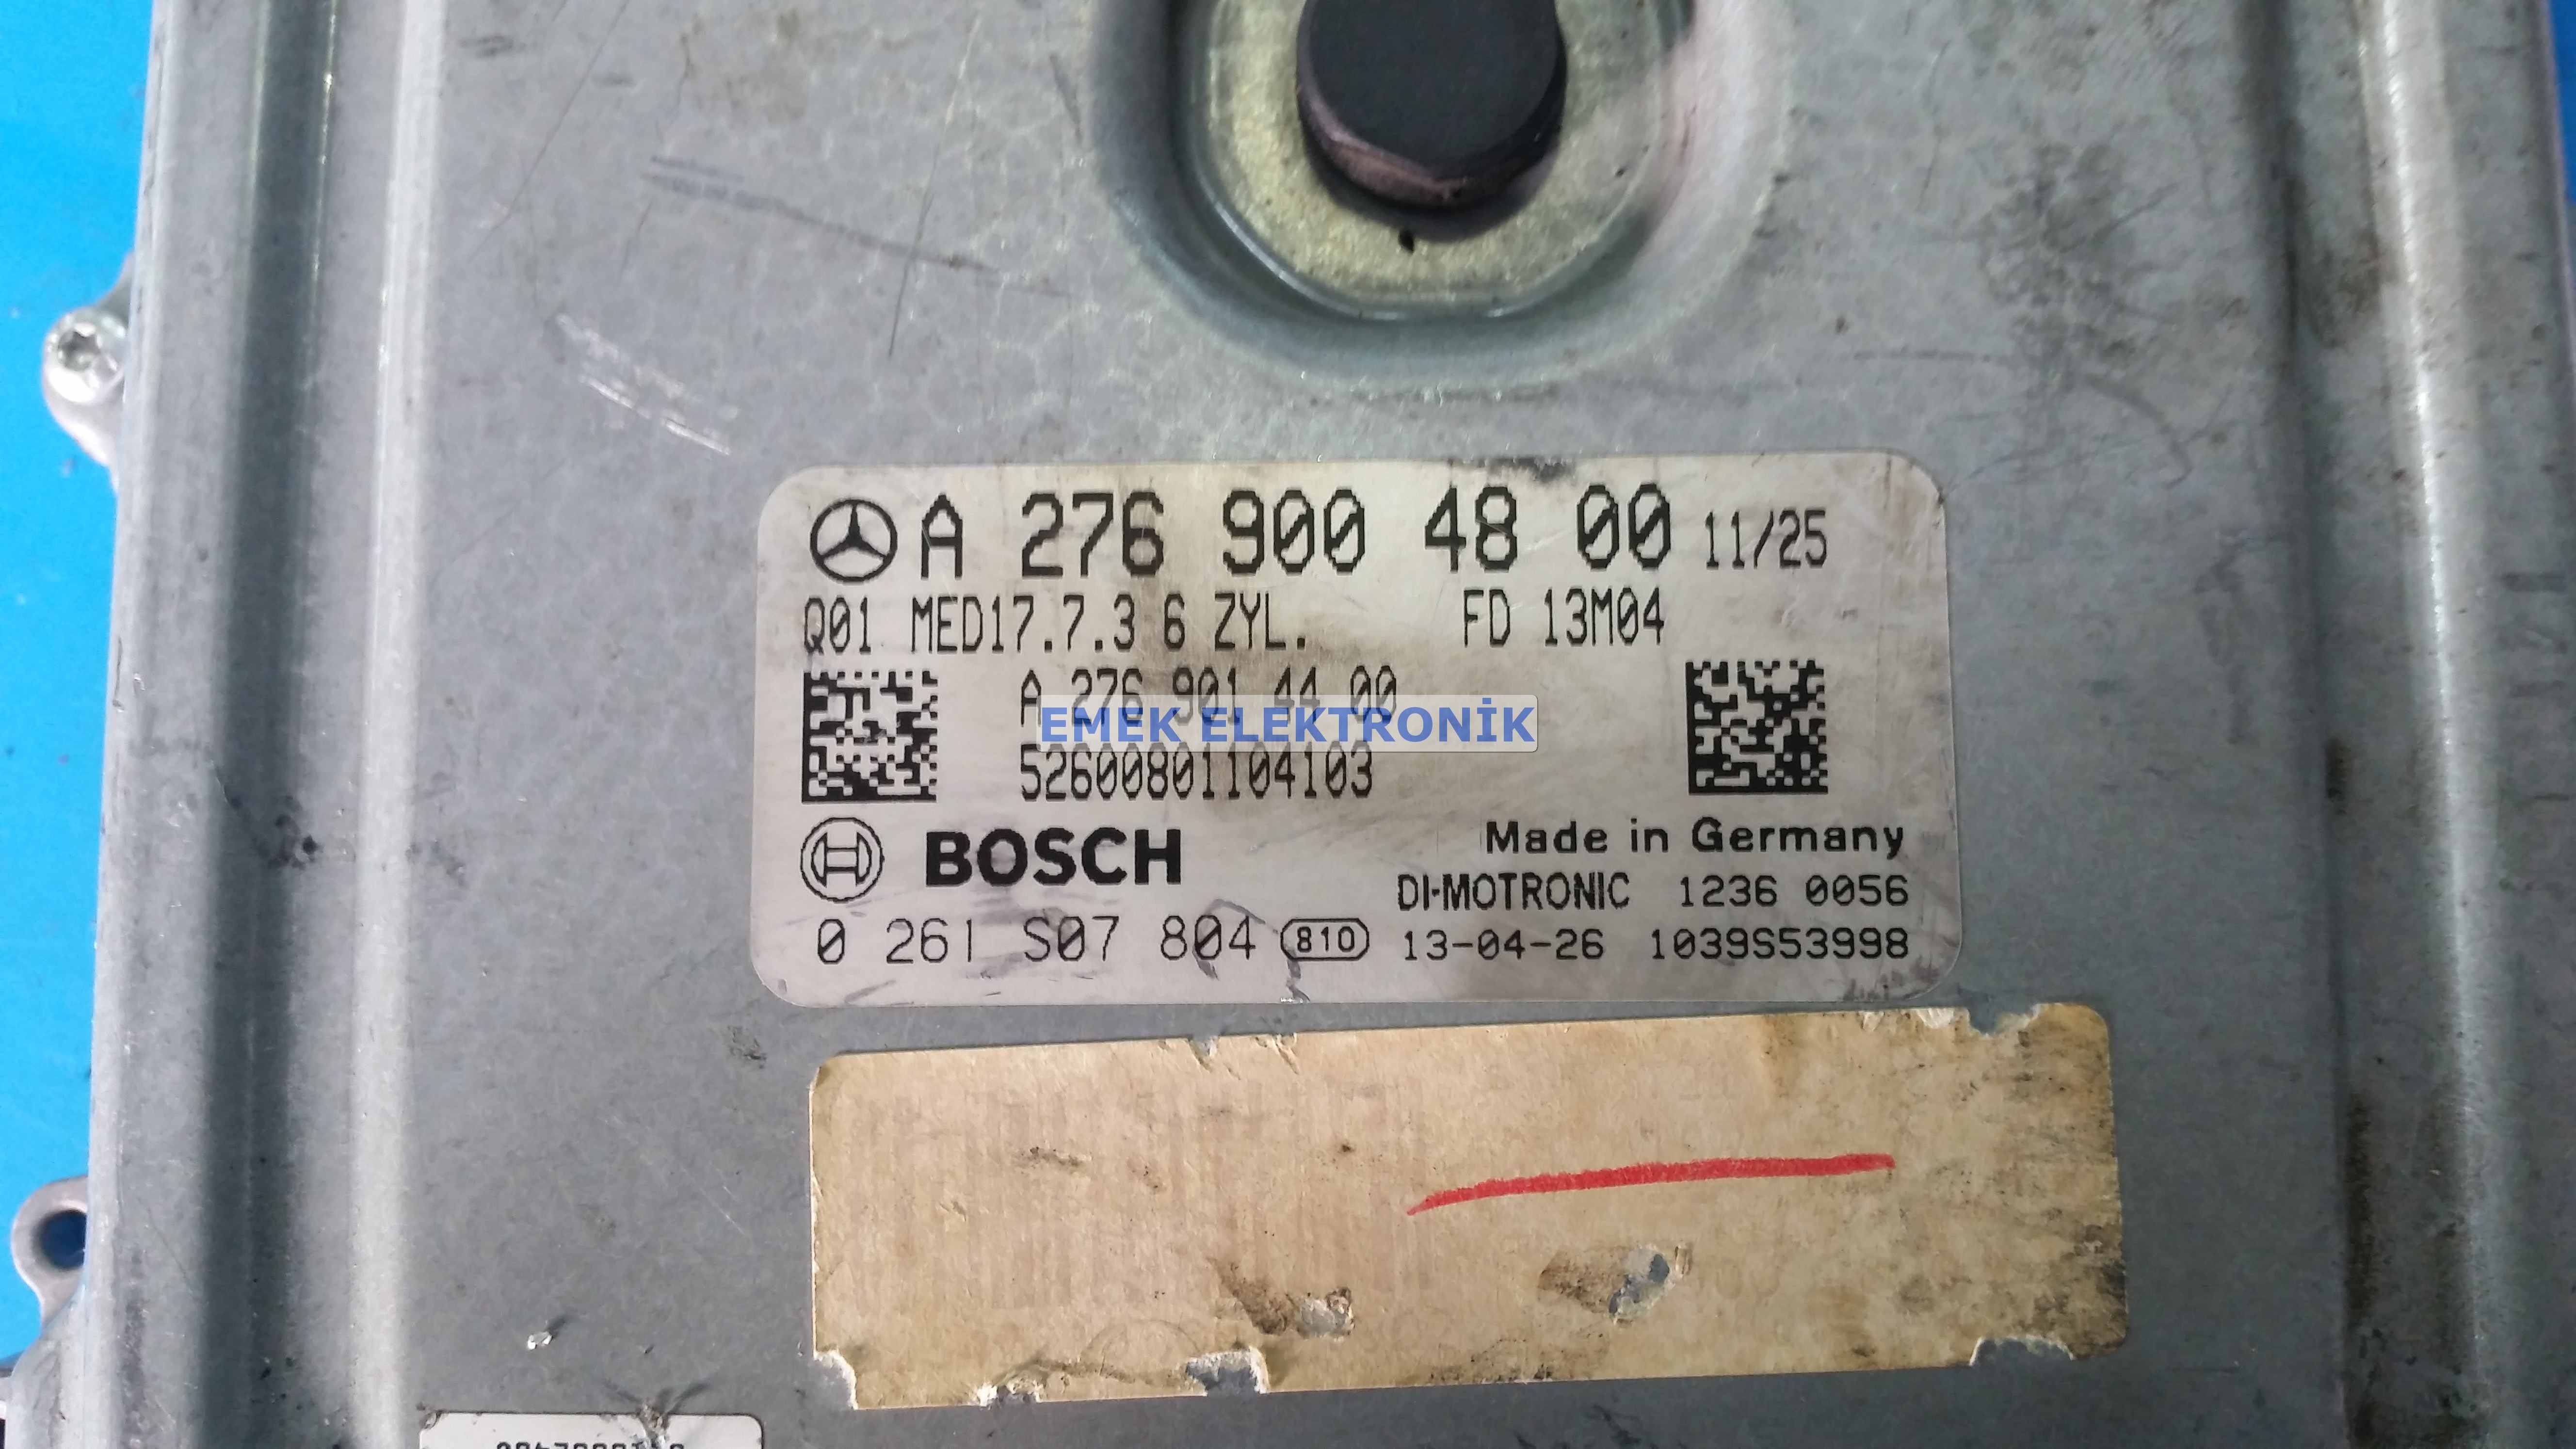 A 276 900 48 00 11/25
Q01 MED17.7.3 6 ZYL. FD 13M04
A 276 901 44 00
EMEK ELEKTRONİK
52600801104103
BOSCH
Made in Germany
DI-MOTRONIC 1236 0056
0 261 S07 804 810 13-04-26 1039S53998